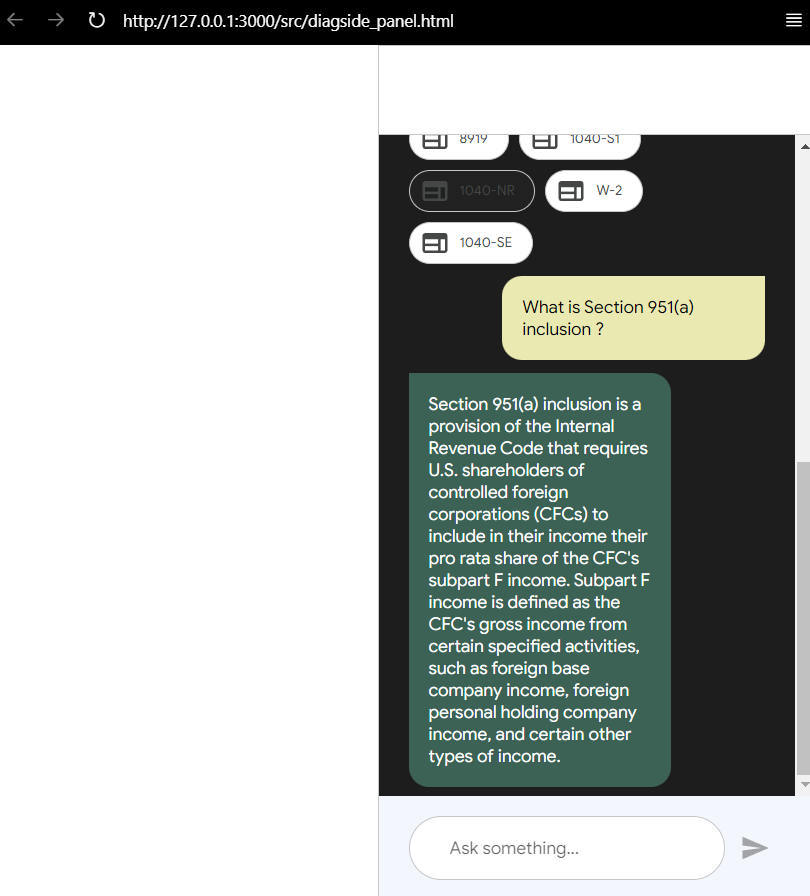 http://127.0.0.1:3000/src/diagside_panel.html
8919
1040-S1
1040-NR
W-2
1040-SE
What is Section 951(a)
inclusion ?
Section 951(a) inclusion is a
provision of the Internal
Revenue Code that requires
U.S. shareholders of
controlled foreign
corporations (CFCs) to
include in their income their
pro rata share of the CFC's
subpart F income. Subpart F
income is defined as the
CFC's gross income from
certain specified activities,
such as foreign base
company income, foreign
personal holding company
income, and certain other
types of income.
Ask something...